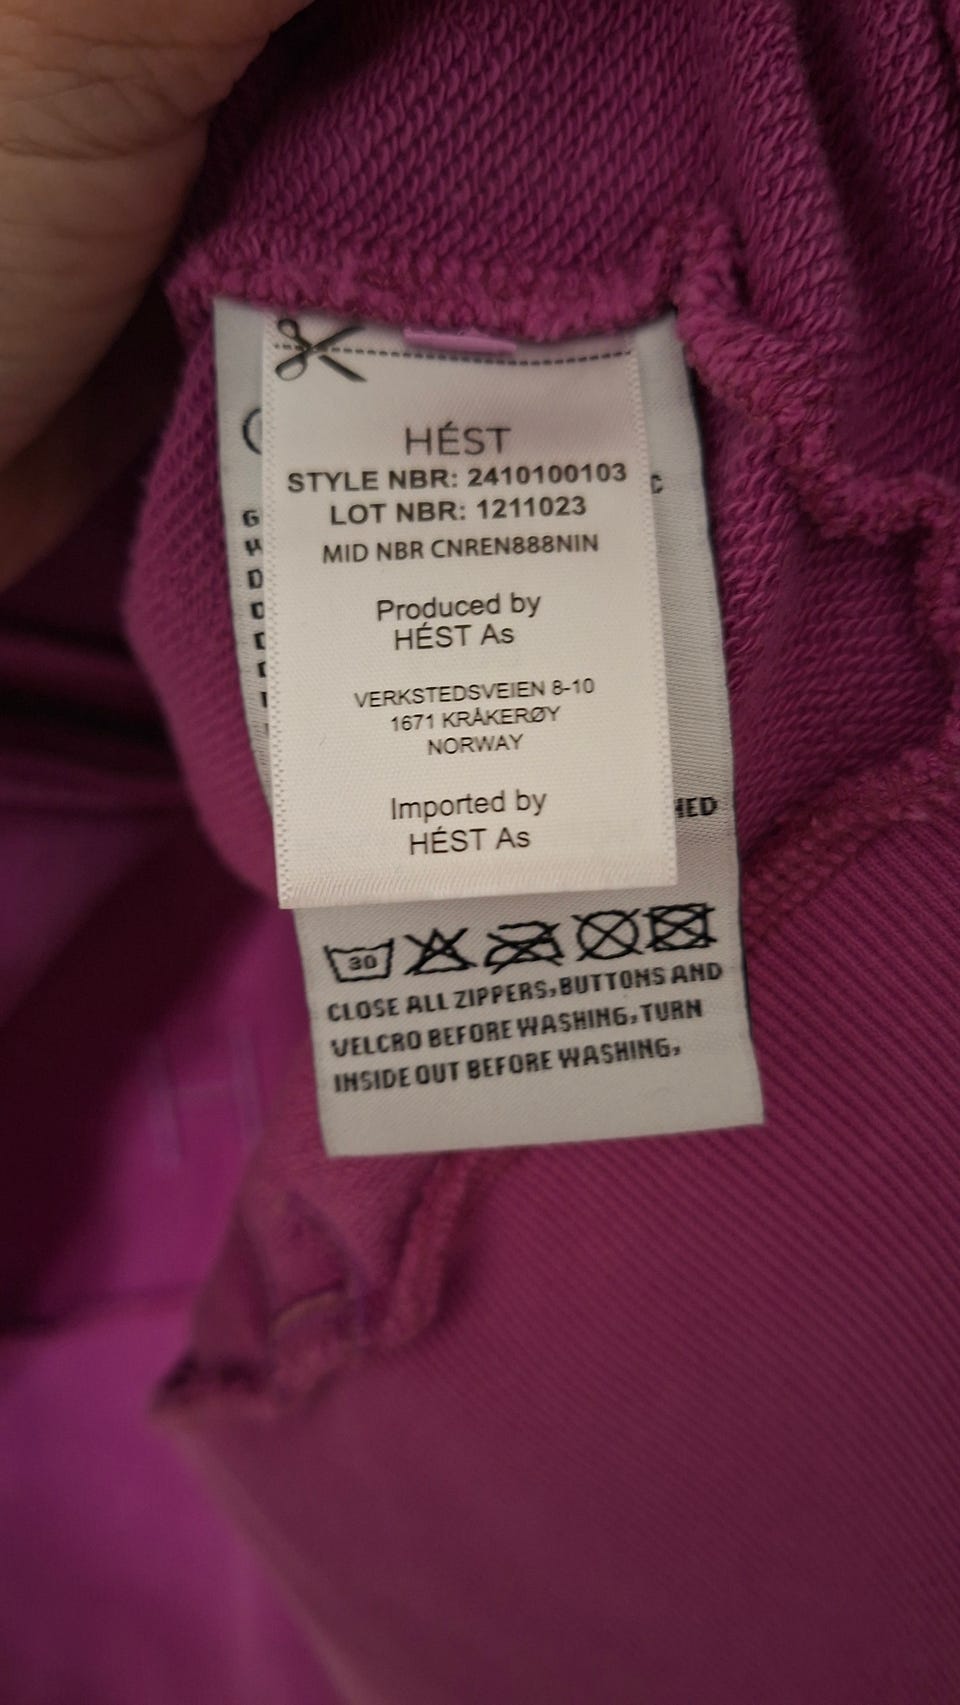 HÉST
STYLE NBR: 2410100103
LOT NBR: 1211023
MID NBR CNREN888NIN
Produced by
HÉST As
VERKSTEDSVEIEN 8-10
1671 KRÅKERØY
NORWAY
Imported by
HÉST As
30
CLOSE ALL ZIPPERS,BUTTONS AND
VELCRO BEFORE WASHING,TURN
INSIDE OUT BEFORE WASHING,